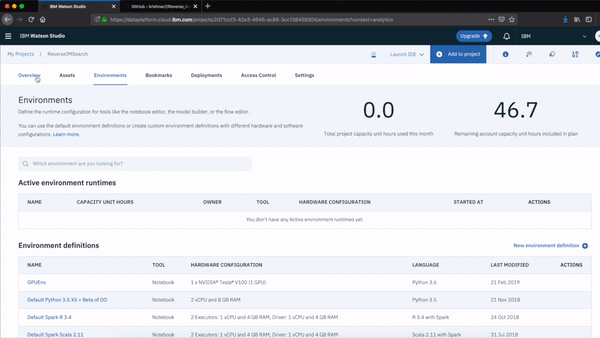 IBM Watson Studio
GitHub - krishnac7/Reverse_I
https://dataplatform.cloud.ibm.com/projects/
/environments?context=analytics
IBM Watson Studio
Upgrade
IBM
My Projects / ReverseIMSearch
Launch IDE
Add to project
Overview
Assets
Environments
Bookmarks
Deployments
Access Control
Settings
Environments
Define the runtime configuration for tools like the notebook editor, the model builder, or the flow editor.
You can use the default environment definitions or create custom environment definitions with different hardware and software
configurations. Learn more.
0.0
Total project capacity unit hours used this month
46.7
Remaining account capacity unit hours included in plan
Which environment are you looking for?
Active environment runtimes
NAME CAPACITY UNIT HOURS OWNER TOOL HARDWARE CONFIGURATION STARTED AT ACTIONS
You don't have any Active environment runtimes yet.
Environment definitions
New environment definition
NAME TOOL HARDWARE CONFIGURATION LANGUAGE LAST MODIFIED ACTIONS
GPUEnv Notebook 1 x NVIDIA® Tesla® V100 (1 GPU) Python 3.6 21 Feb 2019
Default Python 3.5 XS + Beta of DO Notebook 2 vCPU and 8 GB RAM Python 3.5 21 Nov 2018
Default Spark R 3.4 Notebook 2 Executors: 1 vCPU and 4 GB RAM, Driver: 1 vCPU and 4 GB RAM R 3.4 with Spark 24 Oct 2018
Default Spark Scala 2.11 Notebook 2 Executors: 1 vCPU and 4 GB RAM, Driver: 1 vCPU and 4 GB RAM Scala 2.11 with Spark 31 Jul 2018